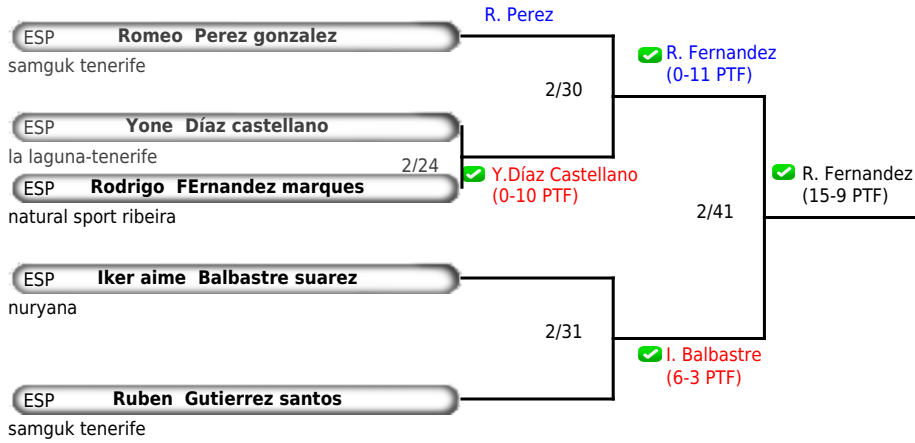 R. Perez
ESP Romeo Perez gonzalez
samguk tenerife
R. Fernandez
(0-11 PTF)
2/30
ESP Yone Díaz castellano
la laguna-tenerife
2/24
Y.Díaz Castellano
(0-10 PTF)
R. Fernandez
(15-9 PTF)
ESP Rodrigo FErnandez marques
natural sport ribeira
2/41
ESP Iker aime Balbastre suarez
nuryana
2/31
I. Balbastre
(6-3 PTF)
ESP Ruben Gutierrez santos
samguk tenerife